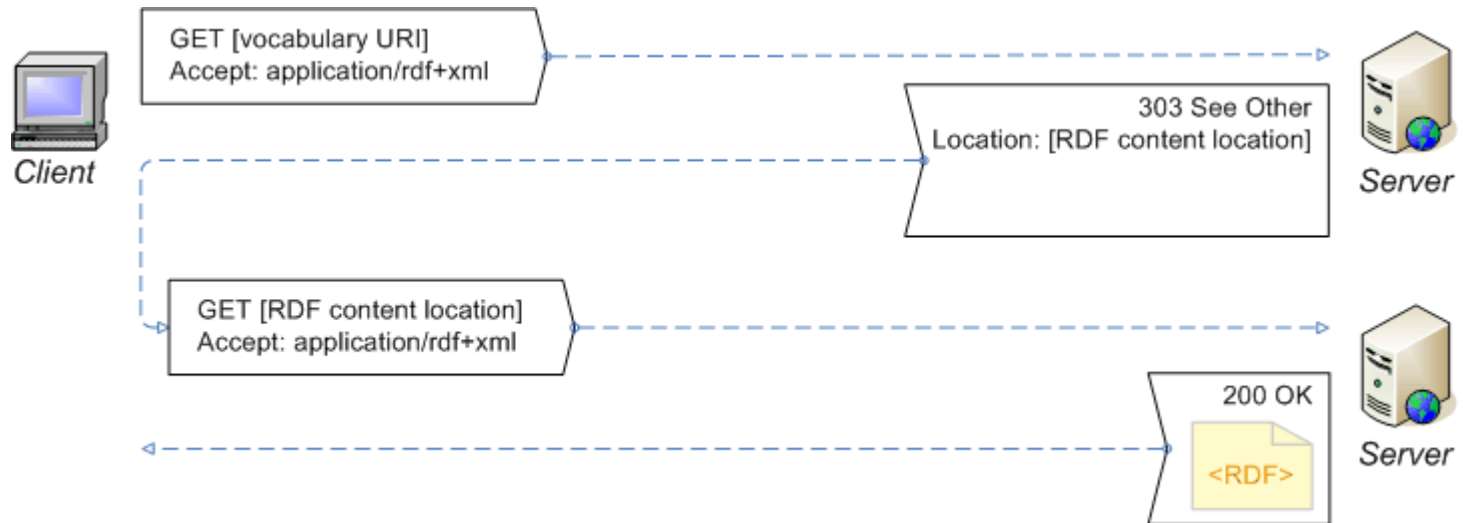 GET [vocabulary URI]
Accept: application/rdf+xml
Client
303 See Other
Location: [RDF content location]
Server
GET [RDF content location]
Accept: application/rdf+xml
200 OK
<RDF>
Server